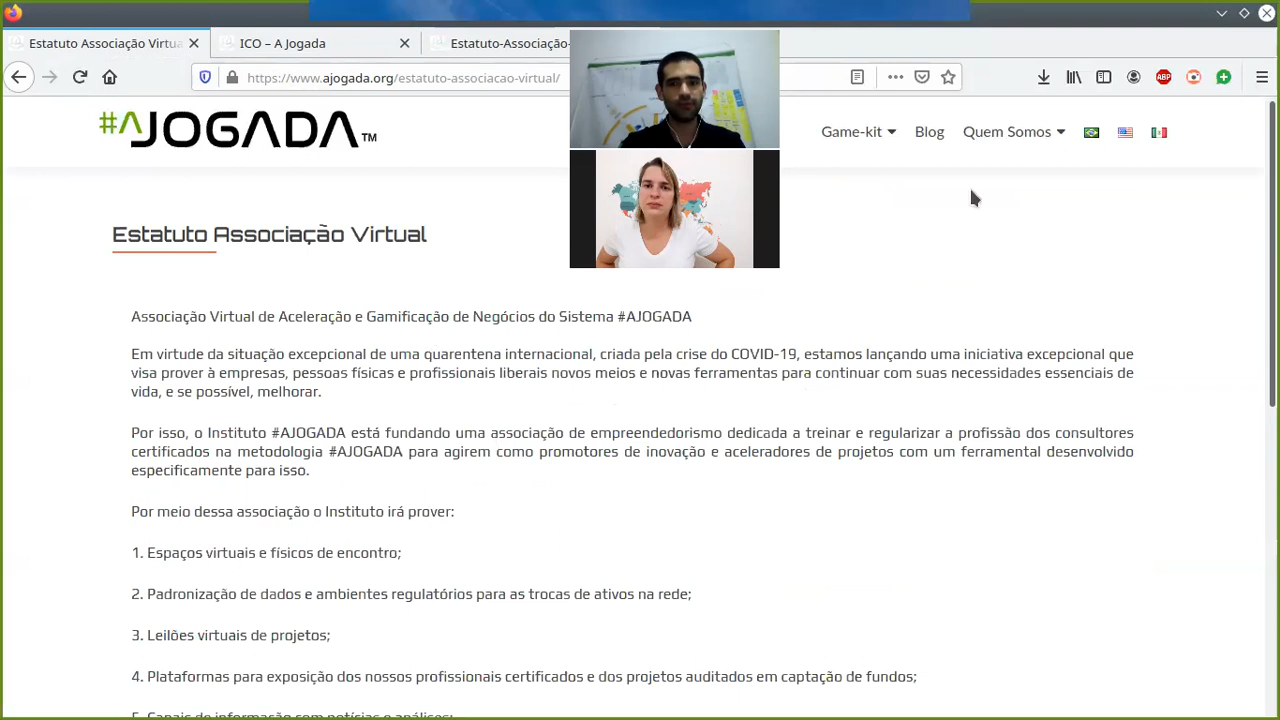 Estatuto Associação Virtua
ICO – A Jogada
Estatuto-Associação-
https://www.ajogada.org/estatuto-associacao-virtual/
ABP
#AJOGADA™
Game-kit
Blog
Quem Somos
Estatuto Associação Virtual
Associação Virtual de Aceleração e Gamificação de Negócios do Sistema #AJOGADA
Em virtude da situação excepcional de uma quarentena internacional, criada pela crise do COVID-19, estamos lançando uma iniciativa excepcional que
visa prover à empresas, pessoas físicas e profissionais liberais novos meios e novas ferramentas para continuar com suas necessidades essenciais de
vida, e se possível, melhorar.
Por isso, o Instituto #AJOGADA está fundando uma associação de empreendedorismo dedicada a treinar e regularizar a profissão dos consultores
certificados na metodologia #AJOGADA para agirem como promotores de inovação e aceleradores de projetos com um ferramental desenvolvido
especificamente para isso.
Por meio dessa associação o Instituto irá prover:
1. Espaços virtuais e físicos de encontro;
2. Padronização de dados e ambientes regulatórios para as trocas de ativos na rede;
3. Leilões virtuais de projetos;
4. Plataformas para exposição dos nossos profissionais certificados e dos projetos auditados em captação de fundos;
5. Canais de informação com notícias e análises;